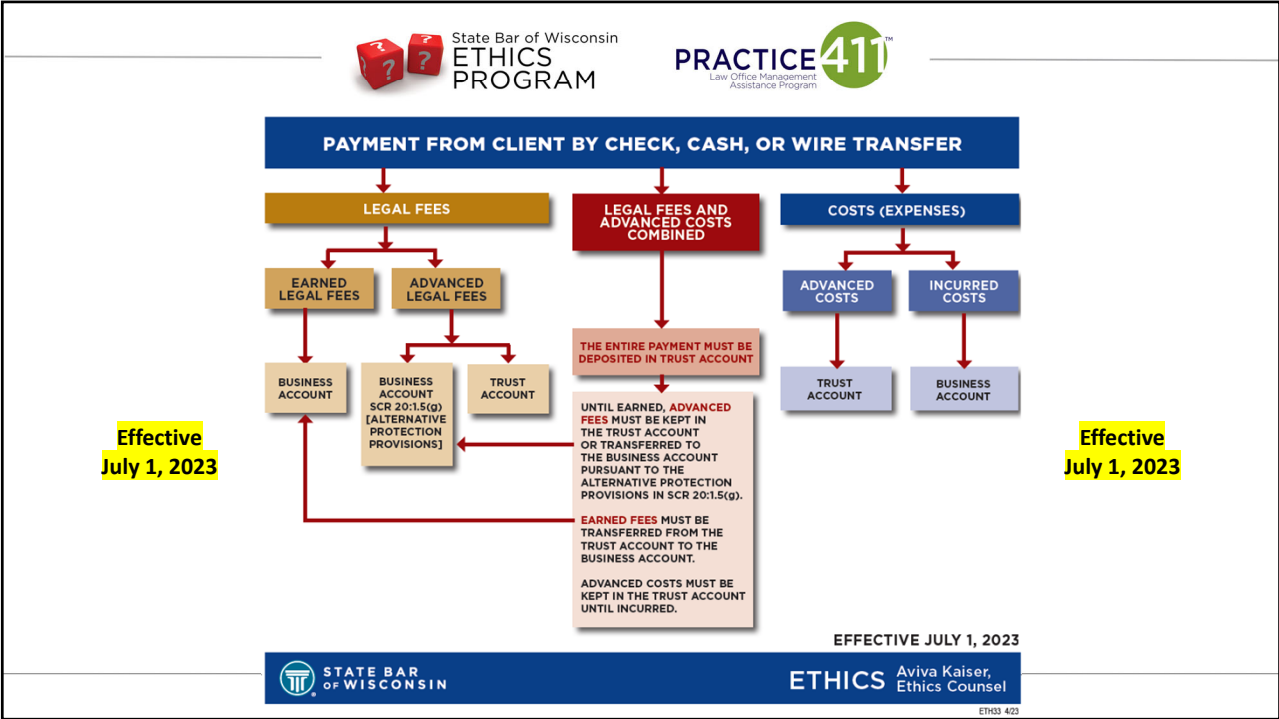 State Bar of Wisconsin
ETHICS
PROGRAM
PRACTICE 411™
Law Office Management
Assistance Program
PAYMENT FROM CLIENT BY CHECK, CASH, OR WIRE TRANSFER
LEGAL FEES
LEGAL FEES AND
ADVANCED COSTS
COMBINED
COSTS (EXPENSES)
EARNED
LEGAL FEES
ADVANCED
LEGAL FEES
ADVANCED
COSTS
INCURRED
COSTS
THE ENTIRE PAYMENT MUST BE
DEPOSITED IN TRUST ACCOUNT
BUSINESS
ACCOUNT
BUSINESS
ACCOUNT
SCR 20:1.5(g)
[ALTERNATIVE
PROTECTION
PROVISIONS]
TRUST
ACCOUNT
TRUST
ACCOUNT
BUSINESS
ACCOUNT
UNTIL EARNED, ADVANCED
FEES MUST BE KEPT IN
THE TRUST ACCOUNT
OR TRANSFERRED TO
THE BUSINESS ACCOUNT
PURSUANT TO THE
ALTERNATIVE PROTECTION
PROVISIONS IN SCR 20:1.5(g).
EARNED FEES MUST BE
TRANSFERRED FROM THE
TRUST ACCOUNT TO THE
BUSINESS ACCOUNT.
ADVANCED COSTS MUST BE
KEPT IN THE TRUST ACCOUNT
UNTIL INCURRED.
Effective
July 1, 2023
Effective
July 1, 2023
EFFECTIVE JULY 1, 2023
STATE BAR
OF WISCONSIN
ETHICS
Aviva Kaiser,
Ethics Counsel
ETH33 4/23